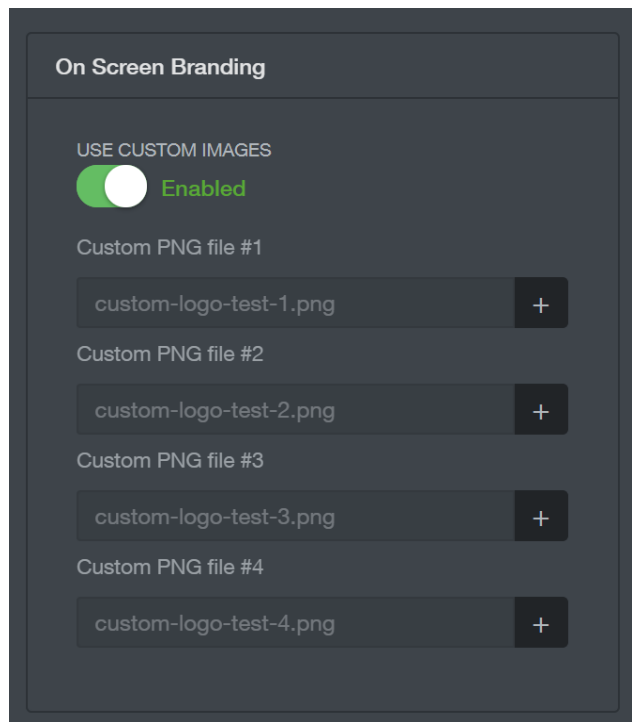 On Screen Branding
USE CUSTOM IMAGES
Enabled
Custom PNG file #1
custom-logo-test-1.png +
Custom PNG file #2
custom-logo-test-2.png +
Custom PNG file #3
custom-logo-test-3.png +
Custom PNG file #4
custom-logo-test-4.png +